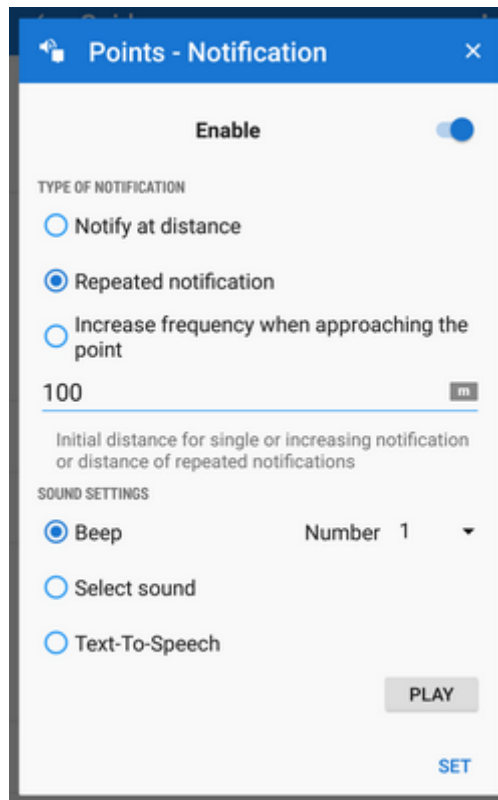 Points - Notification
Enable
TYPE OF NOTIFICATION
Notify at distance
Repeated notification
Increase frequency when approaching the
point
100 m
Initial distance for single or increasing notification
or distance of repeated notifications
SOUND SETTINGS
Beep Number 1
Select sound
Text-To-Speech
PLAY
SET